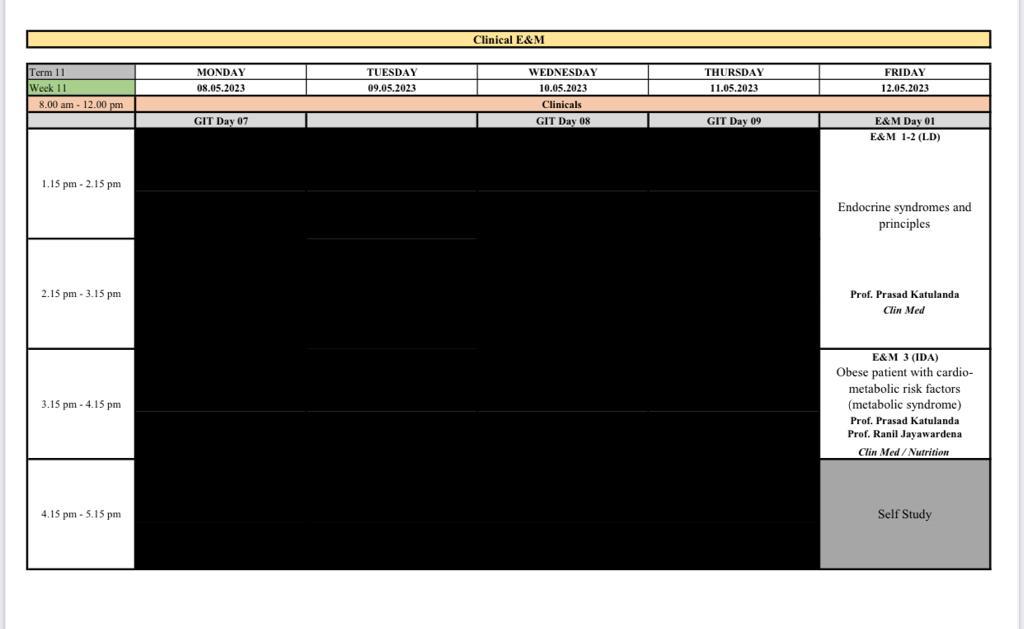 Clinical E&M
Term 11 MONDAY TUESDAY WEDNESDAY THURSDAY FRIDAY
Week 11 08.05.2023 09.05.2023 10.05.2023 11.05.2023 12.05.2023
8.00 am - 12.00 pm Clinicals
GIT Day 07 GIT Day 08 GIT Day 09 E&M Day 01
1.15 pm - 2.15 pm
E&M 1-2 (LD)
Endocrine syndromes and
principles
2.15 pm - 3.15 pm
Prof. Prasad Katulanda
Clin Med
3.15 pm - 4.15 pm
E&M 3 (IDA)
Obese patient with cardio-
metabolic risk factors
(metabolic syndrome)
Prof. Prasad Katulanda
Prof. Ranil Jayawardena
Clin Med / Nutrition
4.15 pm - 5.15 pm
Self Study